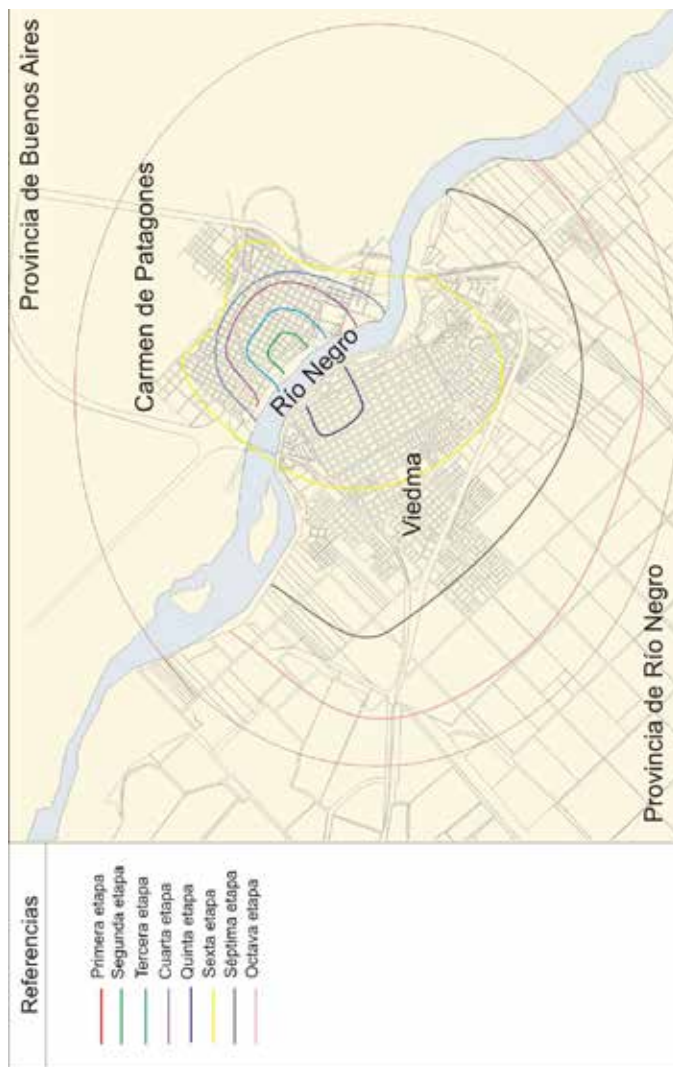 Provincia de Buenos Aires
Carmen de Patagones
Río Negro
Viedma
Provincia de Río Negro
Referencias
Primera etapa
Segunda etapa
Tercera etapa
Cuarta etapa
Quinta etapa
Sexta etapa
Séptima etapa
Octava etapa